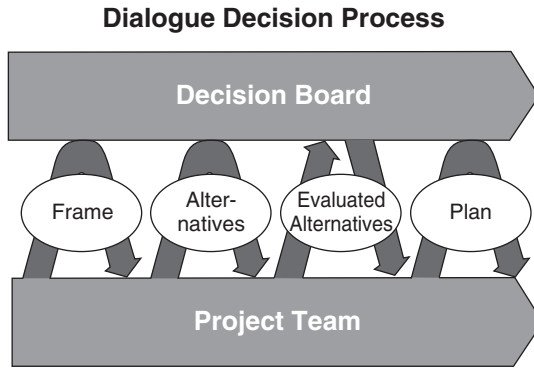 Dialogue Decision Process
Decision Board
Frame
Alter-
natives
Evaluated
Alternatives
Plan
Project Team